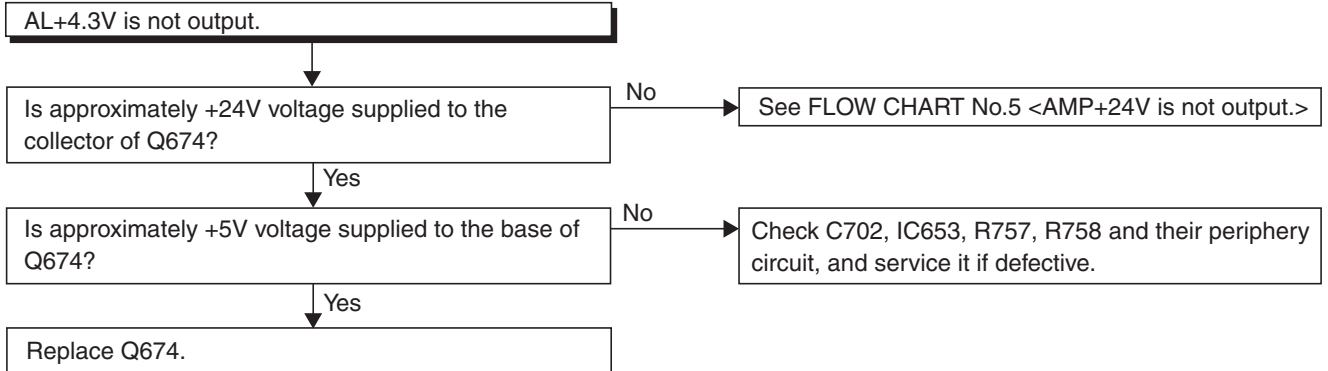 AL+4.3V is not output.
Is approximately +24V voltage supplied to the
collector of Q674?
No
See FLOW CHART No.5 <AMP+24V is not output.>
Yes
Is approximately +5V voltage supplied to the base of
Q674?
No
Check C702, IC653, R757, R758 and their periphery
circuit, and service it if defective.
Yes
Replace Q674.